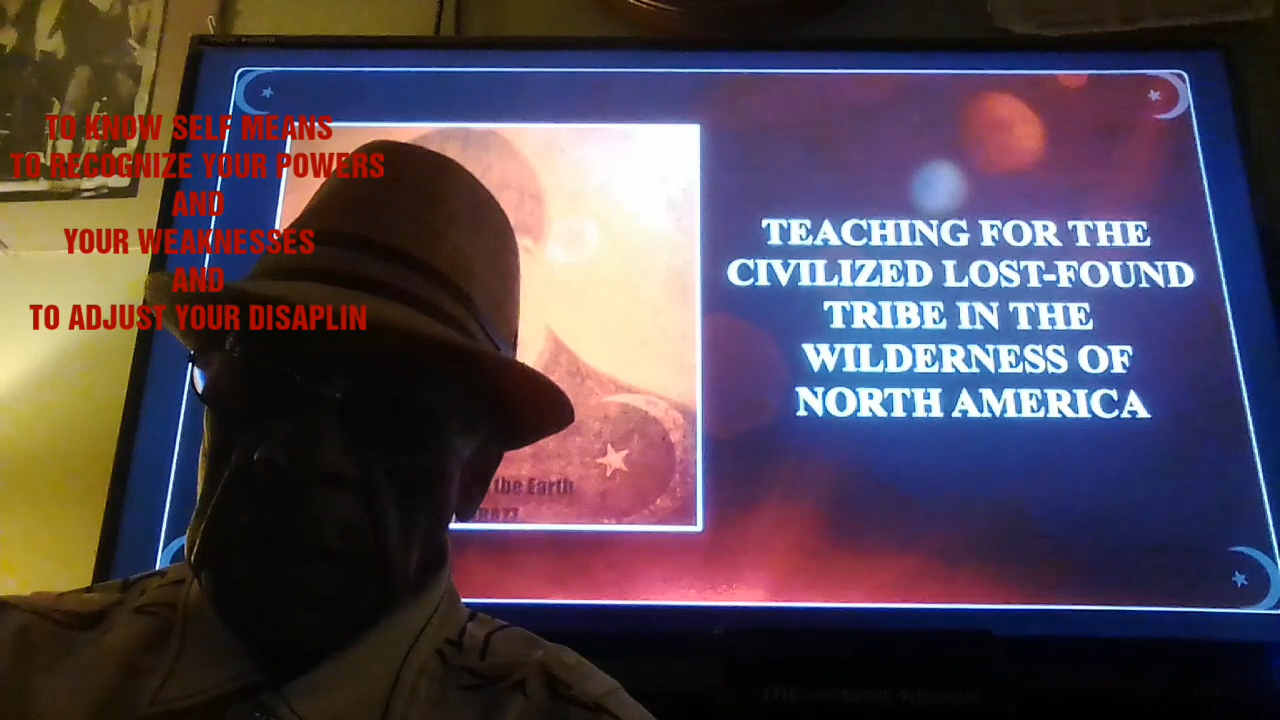 TO KNOW SELF MEANS
TO RECOGNIZE YOUR POWERS
AND
YOUR WEAKNESSES
AND
TO ADJUST YOUR DISAPLIN
TEACHING FOR THE
CIVILIZED LOST-FOUND
TRIBE IN THE
WILDERNESS OF
NORTH AMERICA
the Earth